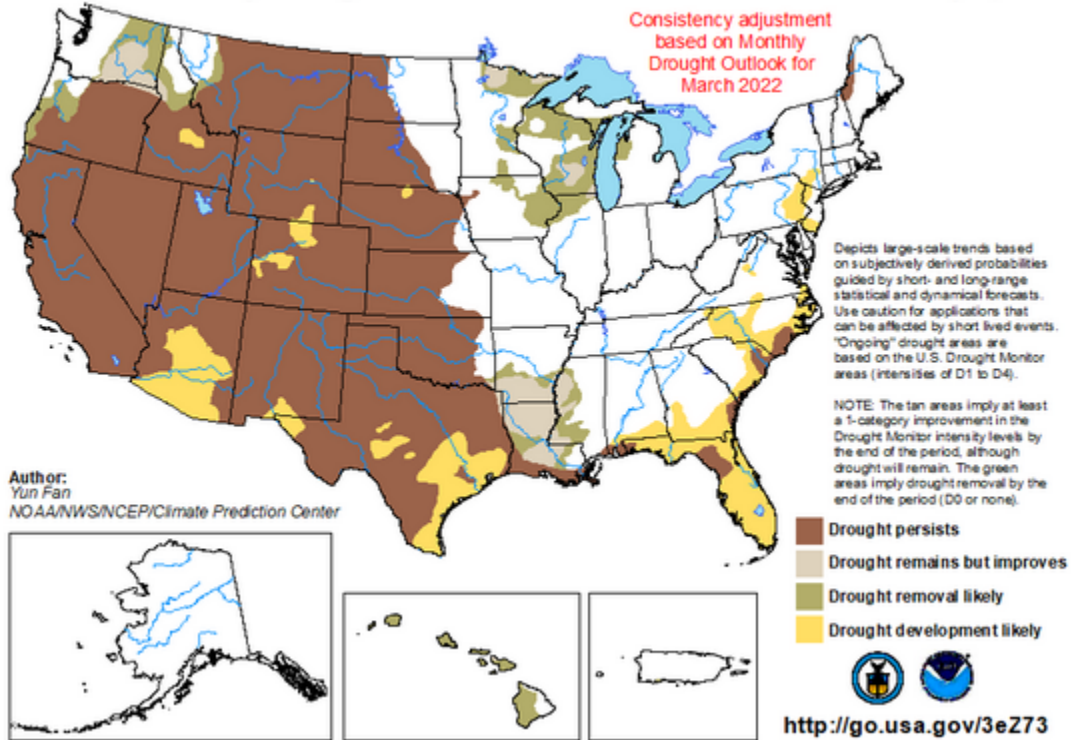 Consistency adjustment
based on Monthly
Drought Outlook for
March 2022
Depicts large-scale trends based
on subjectively derived probabilities
guided by short- and long-range
statistical and dynamical forecasts.
Use caution for applications that
can be affected by short lived events.
"Ongoing" drought areas are
based on the U.S. Drought Monitor
areas (intensities of D1 to D4).
NOTE: The tan areas imply at least
a 1-category improvement in the
Drought Monitor intensity levels by
the end of the period, although
drought will remain. The green
areas imply drought removal by the
end of the period (D0 or none).
Author:
Yun Fan
NOAA/NWS/NCEP/Climate Prediction Center
Drought persists
Drought remains but improves
Drought removal likely
Drought development likely
http://go.usa.gov/3eZ73